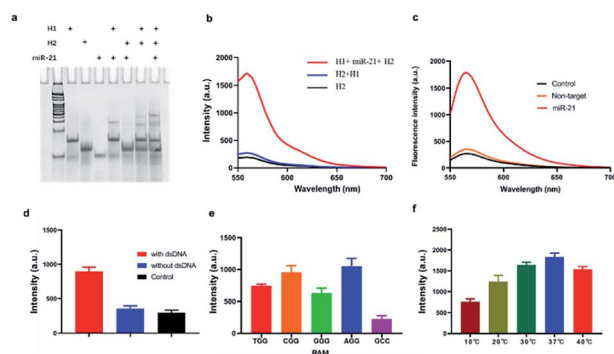 a
H1 + + + +
H2 + + + +
miR-21 + + + +
b
Intensity (a.u.)
2000
1500
1000
500
0
H1+ miR-21+ H2
H2+H1
H2
550 600 650 700
Wavelength (nm)
c
Fluorescence intensity (a.u.)
2000
1500
1000
500
0
Control
Non-target
miR-21
550 600 650 700
Wavelength (nm)
d
Intensity (a.u.)
1500
1000
500
0
with dsDNA
without dsDNA
Control
e
Intensity (a.u.)
1500
1000
500
0
TGG CGG GGG AGG GCC
PAM
f
Intensity (a.u.)
2500
2000
1500
1000
500
0
10℃ 20℃ 30℃ 37℃ 40℃